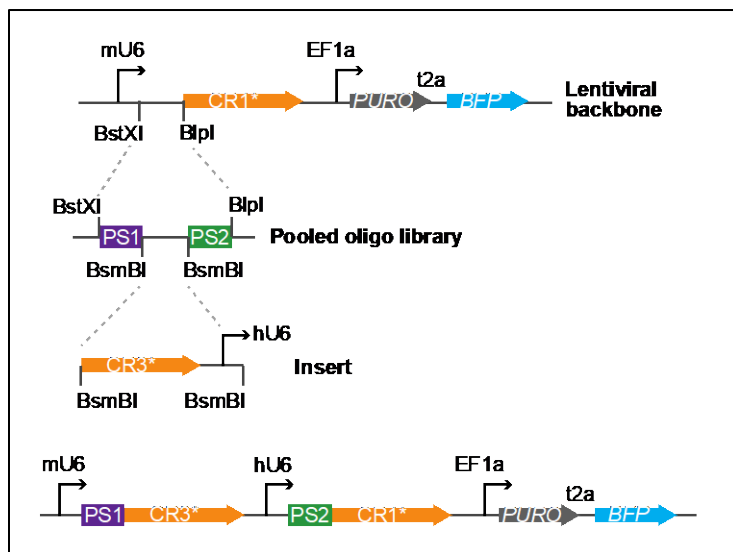 mU6 EF1a
t2a
CR1* PURO BFP Lentiviral backbone
BstXI BlpI
BstXI BlpI
PS1 PS2 Pooled oligo library
BsmBI BsmBI
hU6
CR3* Insert
BsmBI BsmBI
mU6 hU6 EF1a
t2a
PS1 CR3* PS2 CR1* PURO BFP